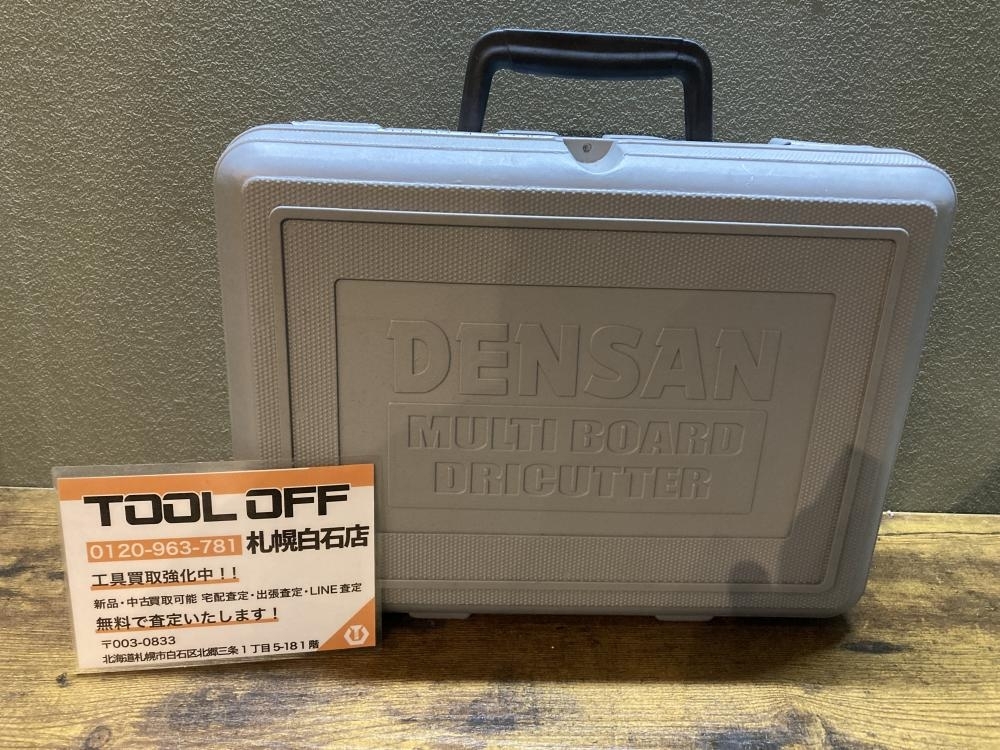 DENSAN
MULTI BOARD
DRICUTTER
TOOL OFF
0120-963-781 札幌白石店
工具買取強化中！！
新品・中古買取可能 宅配査定・出張査定・LINE査定
無料で査定いたします！
〒003-0833
北海道札幌市白石区北郷三条1丁目5-18 1階